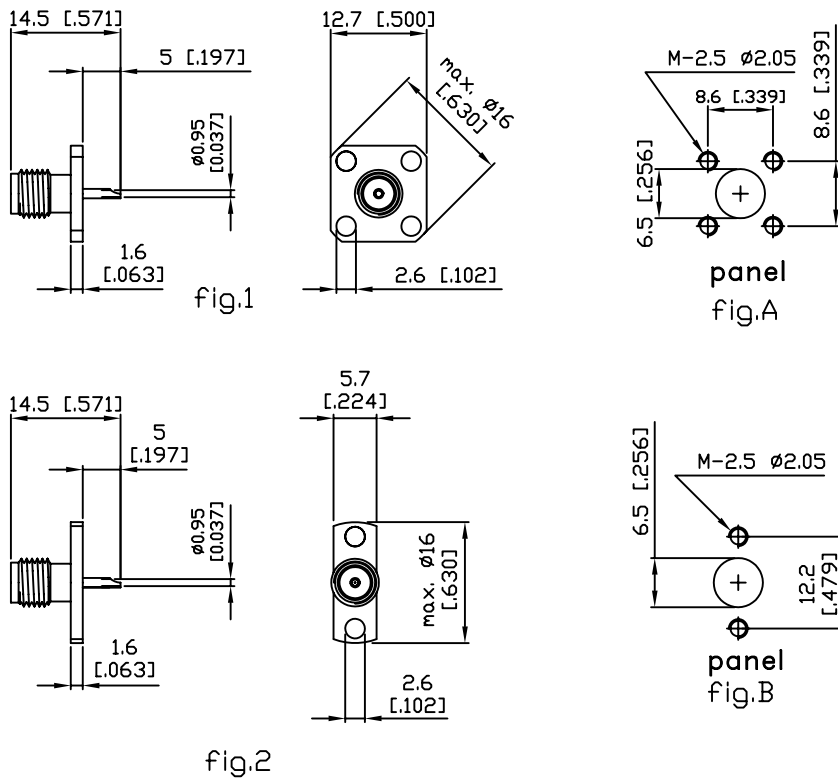 14.5 [.571]
5 [.197]
ø0.95
[0.037]
1.6
[.063]
fig.1
12.7 [.500]
max. ø16
[.630]
2.6 [.102]
M-2.5 ø2.05
8.6 [.339]
8.6 [.339]
6.5 [.256]
panel
fig.A
14.5 [.571]
5
[.197]
ø0.95
[0.037]
1.6
[.063]
5.7
[.224]
max. ø16
[.630]
2.6
[.102]
fig.2
6.5 [.256]
M-2.5 ø2.05
12.2
[.479]
panel
fig.B